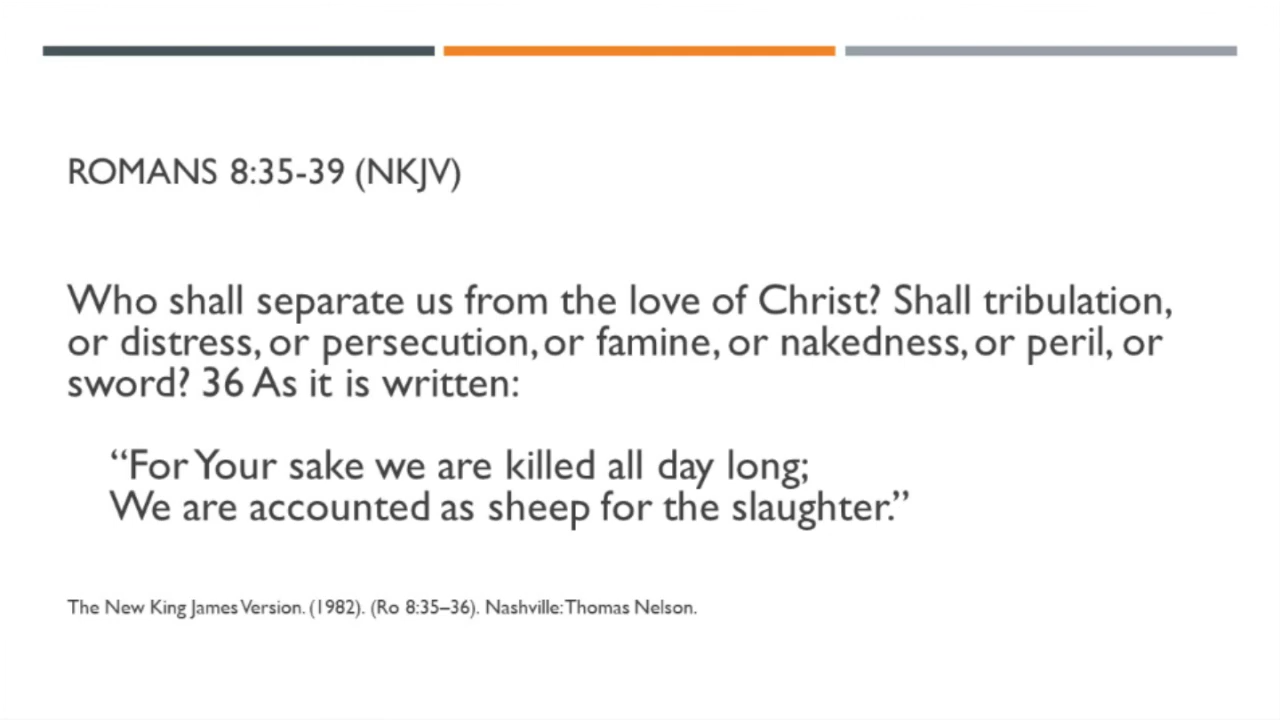 ROMANS 8:35-39 (NKJV)
Who shall separate us from the love of Christ? Shall tribulation,
or distress, or persecution, or famine, or nakedness, or peril, or
sword? 36 As it is written:
“For Your sake we are killed all day long;
We are accounted as sheep for the slaughter.”
The New King James Version. (1982). (Ro 8:35–36). Nashville: Thomas Nelson.